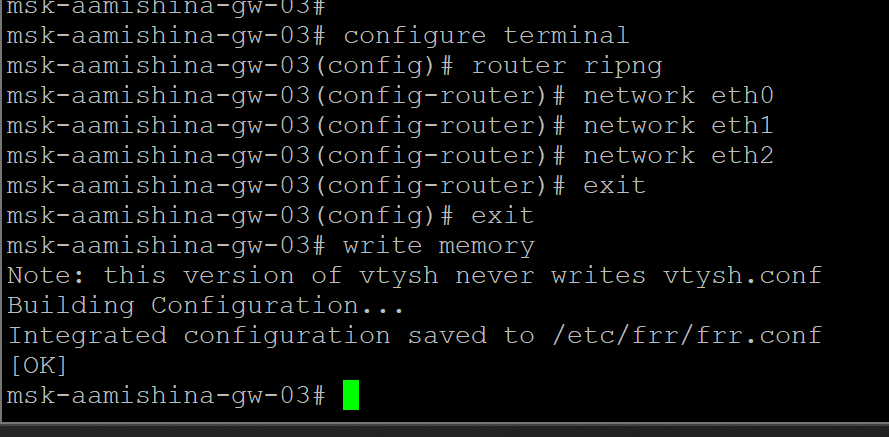 msk-aamishina-gw-03#
msk-aamishina-gw-03# configure terminal
msk-aamishina-gw-03(config)# router ripng
msk-aamishina-gw-03(config-router)# network eth0
msk-aamishina-gw-03(config-router)# network eth1
msk-aamishina-gw-03(config-router)# network eth2
msk-aamishina-gw-03(config-router)# exit
msk-aamishina-gw-03(config)# exit
msk-aamishina-gw-03# write memory
Note: this version of vtysh never writes vtysh.conf
Building Configuration...
Integrated configuration saved to /etc/frr/frr.conf
[OK]
msk-aamishina-gw-03#